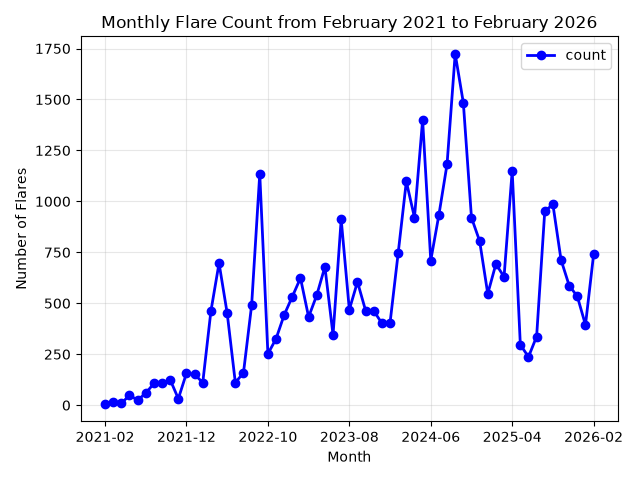 Monthly Flare Count from February 2021 to February 2026
count
Number of Flares
1750
1500
1250
1000
750
500
250
0
2021-02 2021-12 2022-10 2023-08 2024-06 2025-04 2026-02
Month